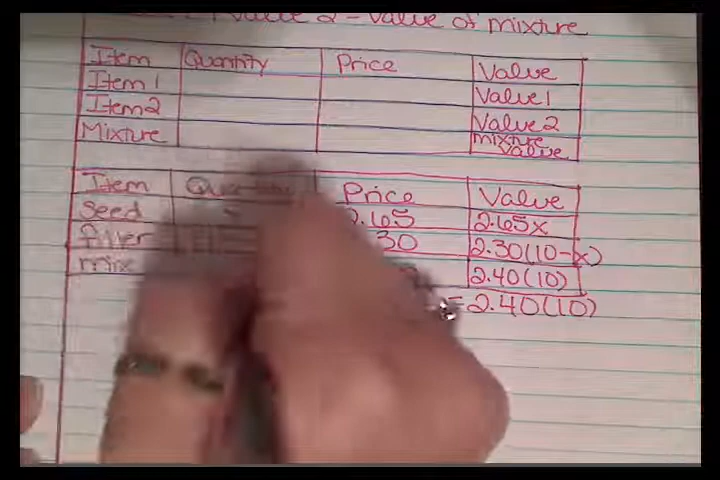 Value 2 = Value of mixture
Item Quantity Price Value
Item 1 Value 1
Item 2 Value 2
Mixture mixture value
Item Quantity Price Value
Seed 2.65 2.65x
filler 30 2.30(10-x)
mix 2.40(10)
= 2.40(10)